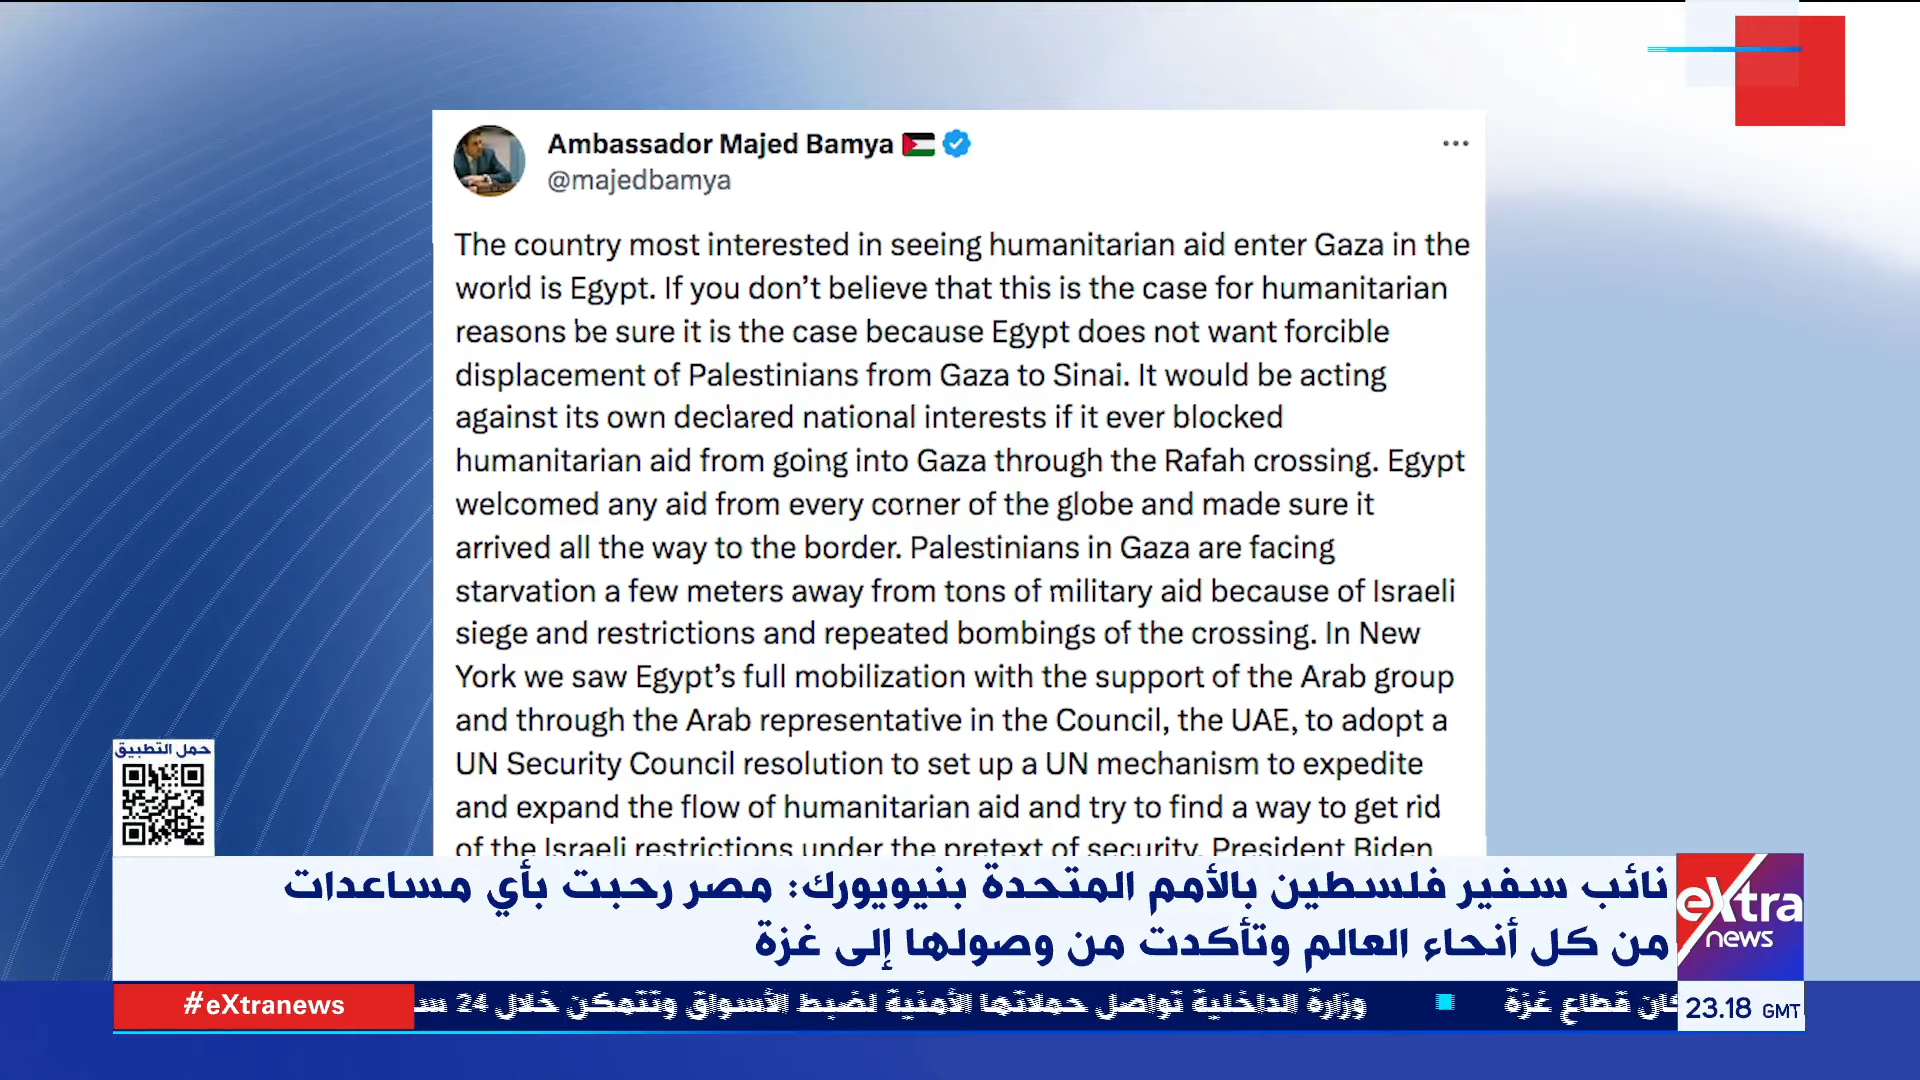 Ambassador Majed Bamya 🇵🇸
@majedbamya
The country most interested in seeing humanitarian aid enter Gaza in the
world is Egypt. If you don’t believe that this is the case for humanitarian
reasons be sure it is the case because Egypt does not want forcible
displacement of Palestinians from Gaza to Sinai. It would be acting
against its own declared national interests if it ever blocked
humanitarian aid from going into Gaza through the Rafah crossing. Egypt
welcomed any aid from every corner of the globe and made sure it
arrived all the way to the border. Palestinians in Gaza are facing
starvation a few meters away from tons of military aid because of Israeli
siege and restrictions and repeated bombings of the crossing. In New
York we saw Egypt’s full mobilization with the support of the Arab group
and through the Arab representative in the Council, the UAE, to adopt a
UN Security Council resolution to set up a UN mechanism to expedite
and expand the flow of humanitarian aid and try to find a way to get rid
of the Israeli restrictions under the pretext of security. President Biden
حمل التطبيق
نائب سفير فلسطين بالأمم المتحدة بنيويورك: مصر رحبت بأي مساعدات
من كل أنحاء العالم وتأكدت من وصولها إلى غزة
eXtra
news
#eXtranews
قطاع غزة
وزارة الداخلية تواصل حملاتها الأمنية لضبط الأسواق وتتمكن خلال 24
23.18 GMT